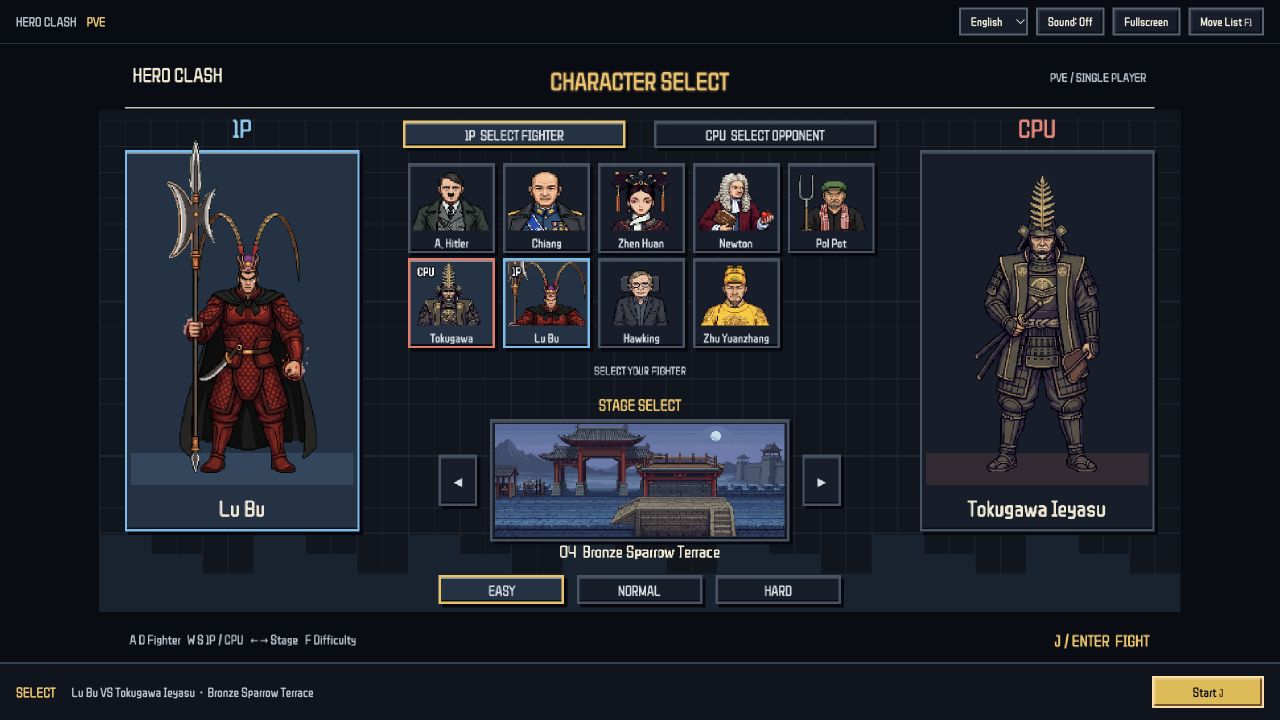 HERO CLASH PVE
English
Sound: Off
Fullscreen
Move List F1
HERO CLASH
CHARACTER SELECT
PVE / SINGLE PLAYER
1P
1P SELECT FIGHTER
CPU SELECT OPPONENT
CPU
A. Hitler
Chiang
Zhen Huan
Newton
Pol Pot
CPU
Tokugawa
1P
Lu Bu
Hawking
Zhu Yuanzhang
SELECT YOUR FIGHTER
STAGE SELECT
◄
►
Lu Bu
Tokugawa Ieyasu
04 Bronze Sparrow Terrace
EASY
NORMAL
HARD
A D Fighter W S 1P / CPU ←→ Stage F Difficulty
J / ENTER FIGHT
SELECT Lu Bu VS Tokugawa Ieyasu · Bronze Sparrow Terrace
Start J